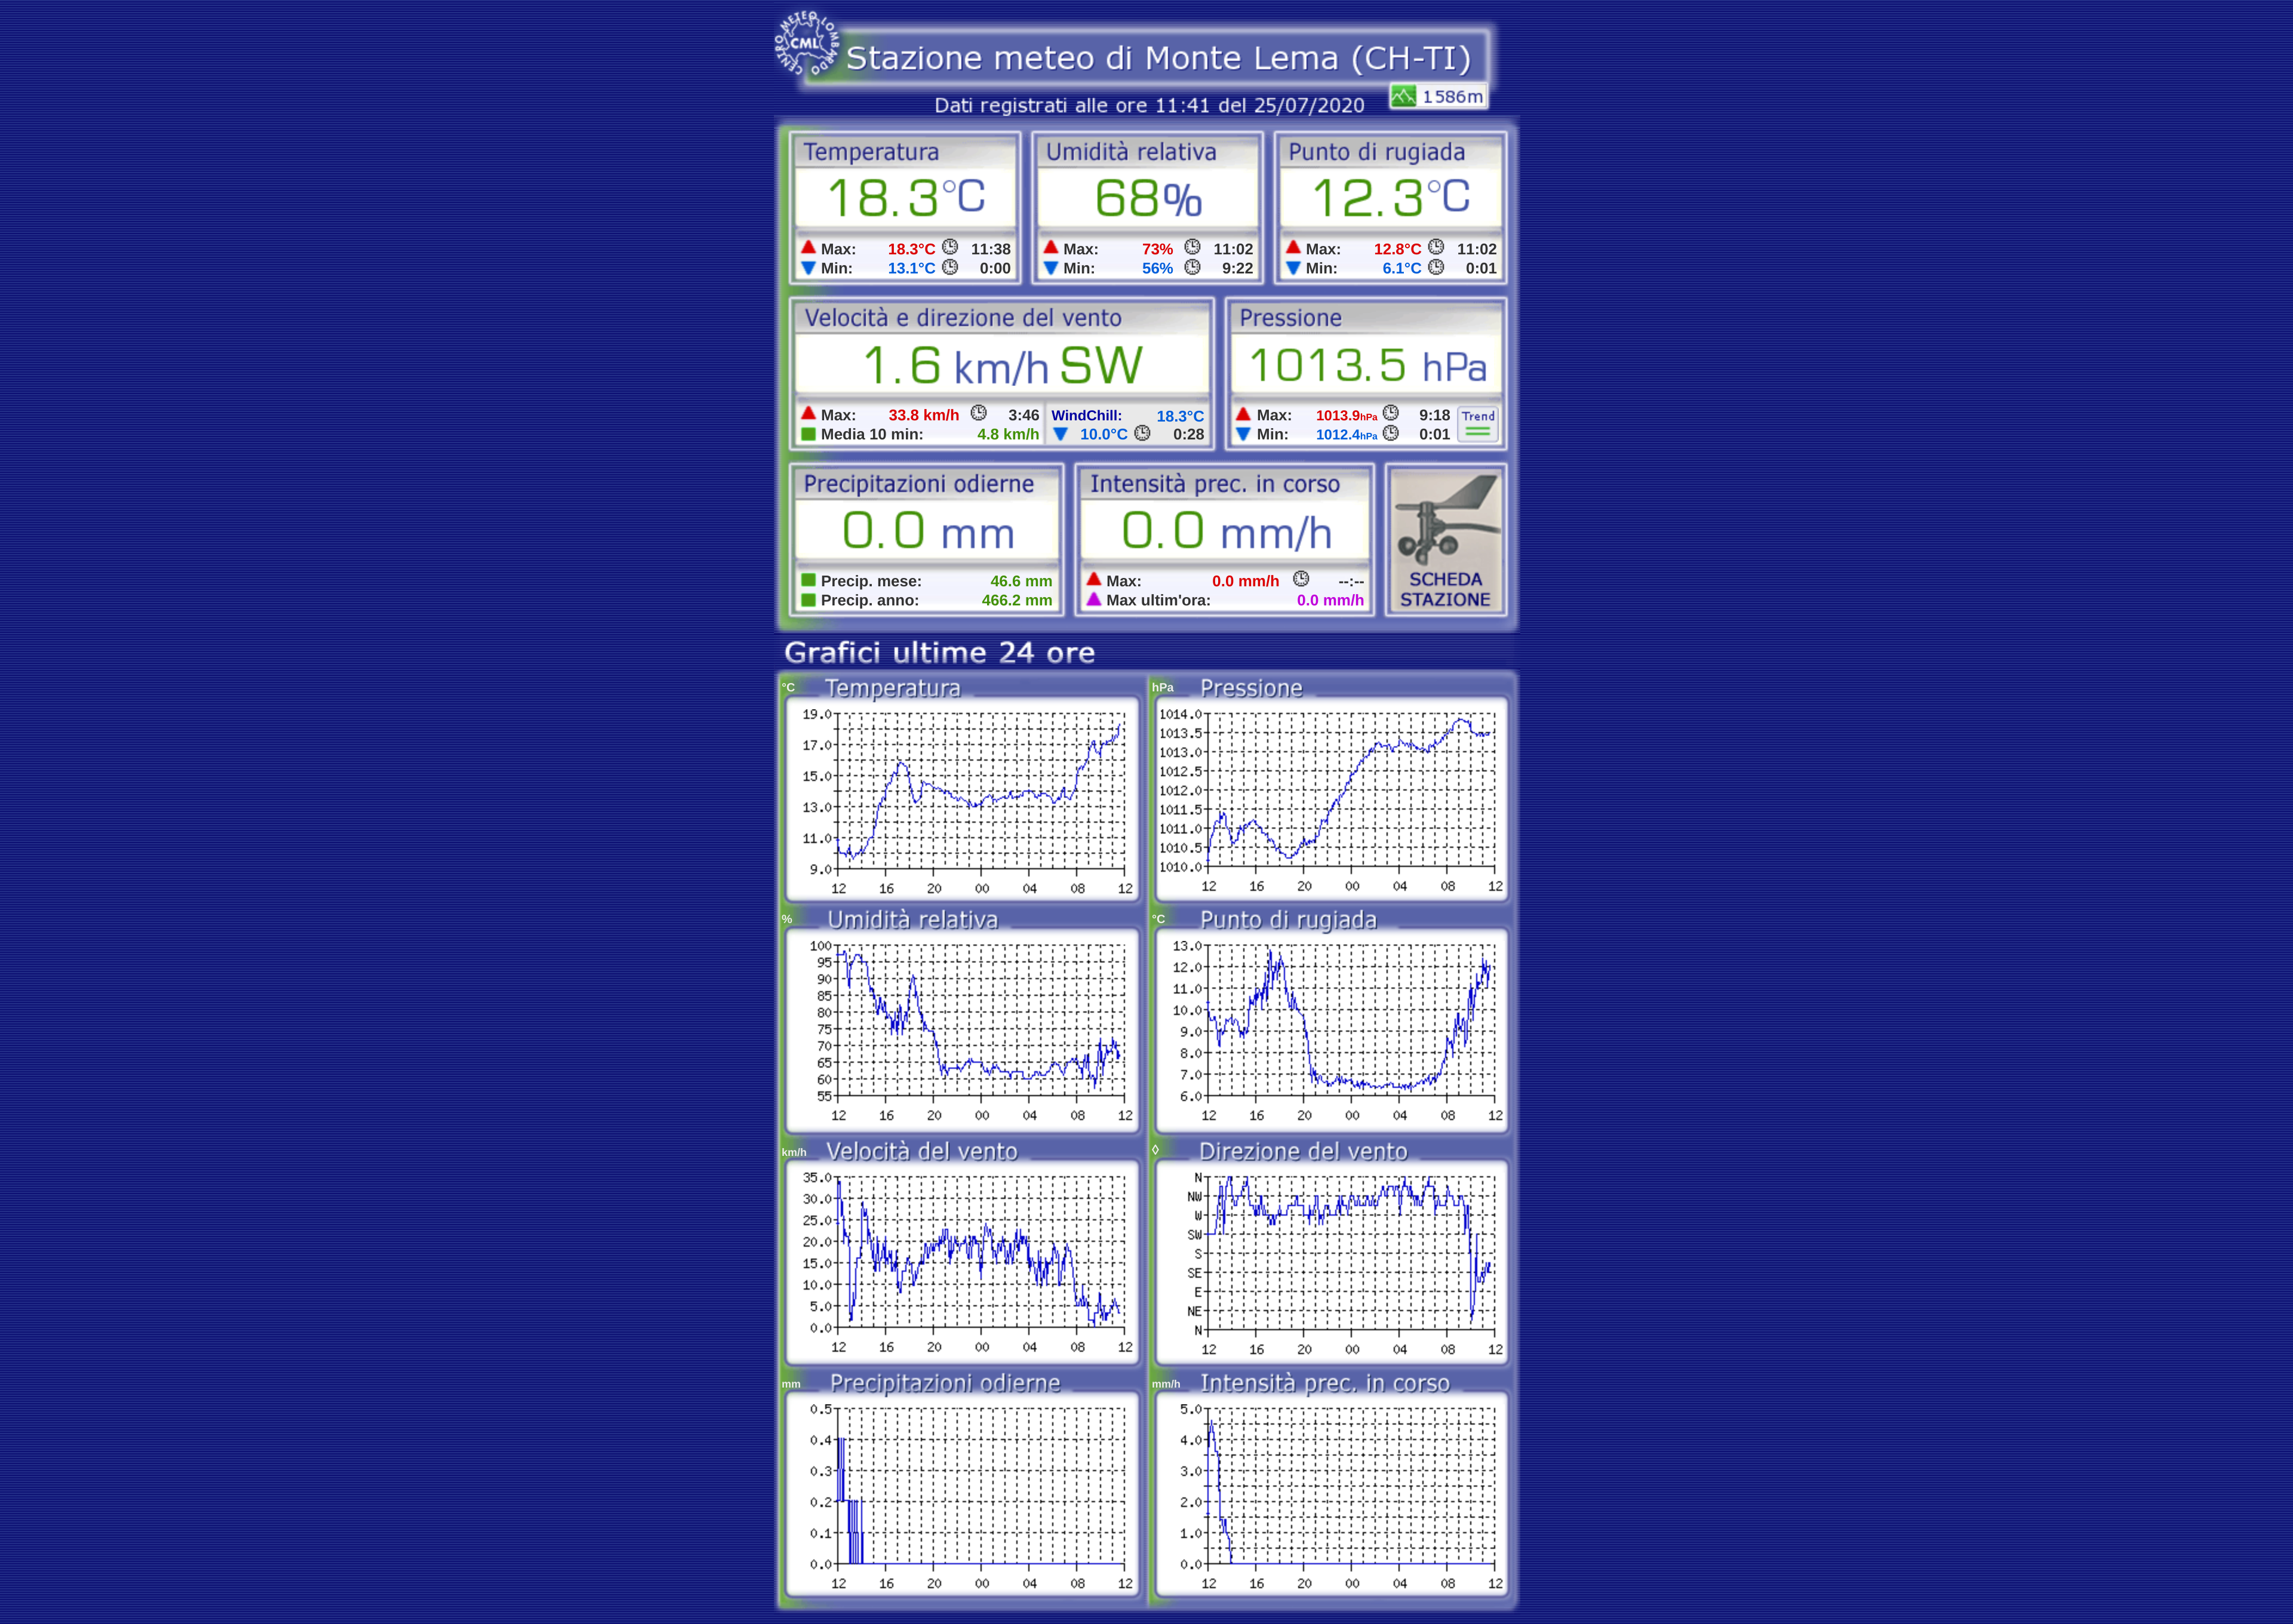 CENTRO METEO LOMBARDO
CML
Stazione meteo di Monte Lema (CH-TI)
Dati registrati alle ore 11:41 del 25/07/2020
1586m
Temperatura
18.3°C
Max: 18.3°C 11:38
Min: 13.1°C 0:00
Umidità relativa
68%
Max: 73% 11:02
Min: 56% 9:22
Punto di rugiada
12.3°C
Max: 12.8°C 11:02
Min: 6.1°C 0:01
Velocità e direzione del vento
1.6 km/h SW
Max: 33.8 km/h 3:46
Media 10 min: 4.8 km/h
WindChill: 18.3°C
10.0°C 0:28
Pressione
1013.5 hPa
Max: 1013.9hPa 9:18
Min: 1012.4hPa 0:01
Trend
Precipitazioni odierne
0.0 mm
Precip. mese: 46.6 mm
Precip. anno: 466.2 mm
Intensità prec. in corso
0.0 mm/h
Max: 0.0 mm/h --:--
Max ultim'ora: 0.0 mm/h
SCHEDA
STAZIONE
Grafici ultime 24 ore
°C Temperatura
19.0
17.0
15.0
13.0
11.0
9.0
12 16 20 00 04 08 12
hPa Pressione
1014.0
1013.5
1013.0
1012.5
1012.0
1011.5
1011.0
1010.5
1010.0
12 16 20 00 04 08 12
% Umidità relativa
100
95
90
85
80
75
70
65
60
55
12 16 20 00 04 08 12
°C Punto di rugiada
13.0
12.0
11.0
10.0
9.0
8.0
7.0
6.0
12 16 20 00 04 08 12
km/h Velocità del vento
35.0
30.0
25.0
20.0
15.0
10.0
5.0
0.0
12 16 20 00 04 08 12
◊ Direzione del vento
N
NW
W
SW
S
SE
E
NE
N
12 16 20 00 04 08 12
mm Precipitazioni odierne
0.5
0.4
0.3
0.2
0.1
0.0
12 16 20 00 04 08 12
mm/h Intensità prec. in corso
5.0
4.0
3.0
2.0
1.0
0.0
12 16 20 00 04 08 12